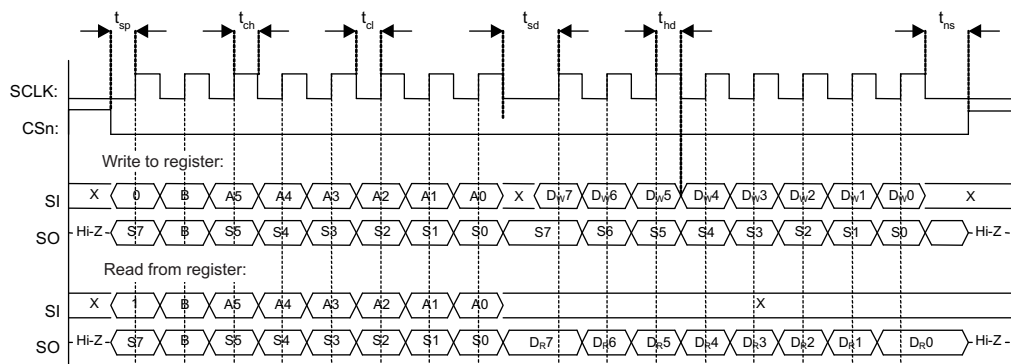 tsp tch tcl tsd thd tns
SCLK:
CSn:
Write to register:
SI X 0 B A5 A4 A3 A2 A1 A0 X DW7 DW6 DW5 DW4 DW3 DW2 DW1 DW0 X
SO Hi-Z S7 B S5 S4 S3 S2 S1 S0 S7 S6 S5 S4 S3 S2 S1 S0 Hi-Z
Read from register:
SI X 1 B A5 A4 A3 A2 A1 A0 X
SO Hi-Z S7 B S5 S4 S3 S2 S1 S0 DR7 DR6 DR5 DR4 DR3 DR2 DR1 DR0 Hi-Z